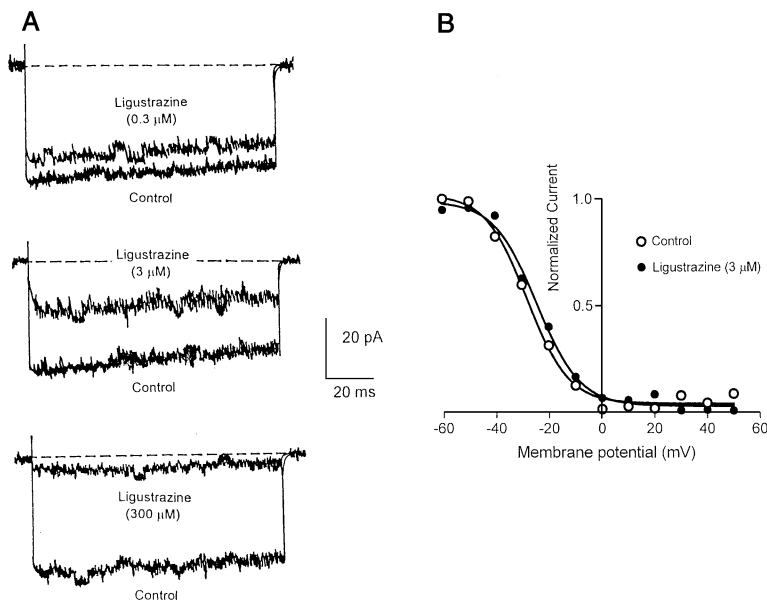 A
Ligustrazine
(0.3 μM)
Control
Ligustrazine
(3 μM)
Control
20 pA
20 ms
Ligustrazine
(300 μM)
Control
B
Normalized Current
1.0
0.5
Control
Ligustrazine (3 μM)
-60 -40 -20 0 20 40 60
Membrane potential (mV)